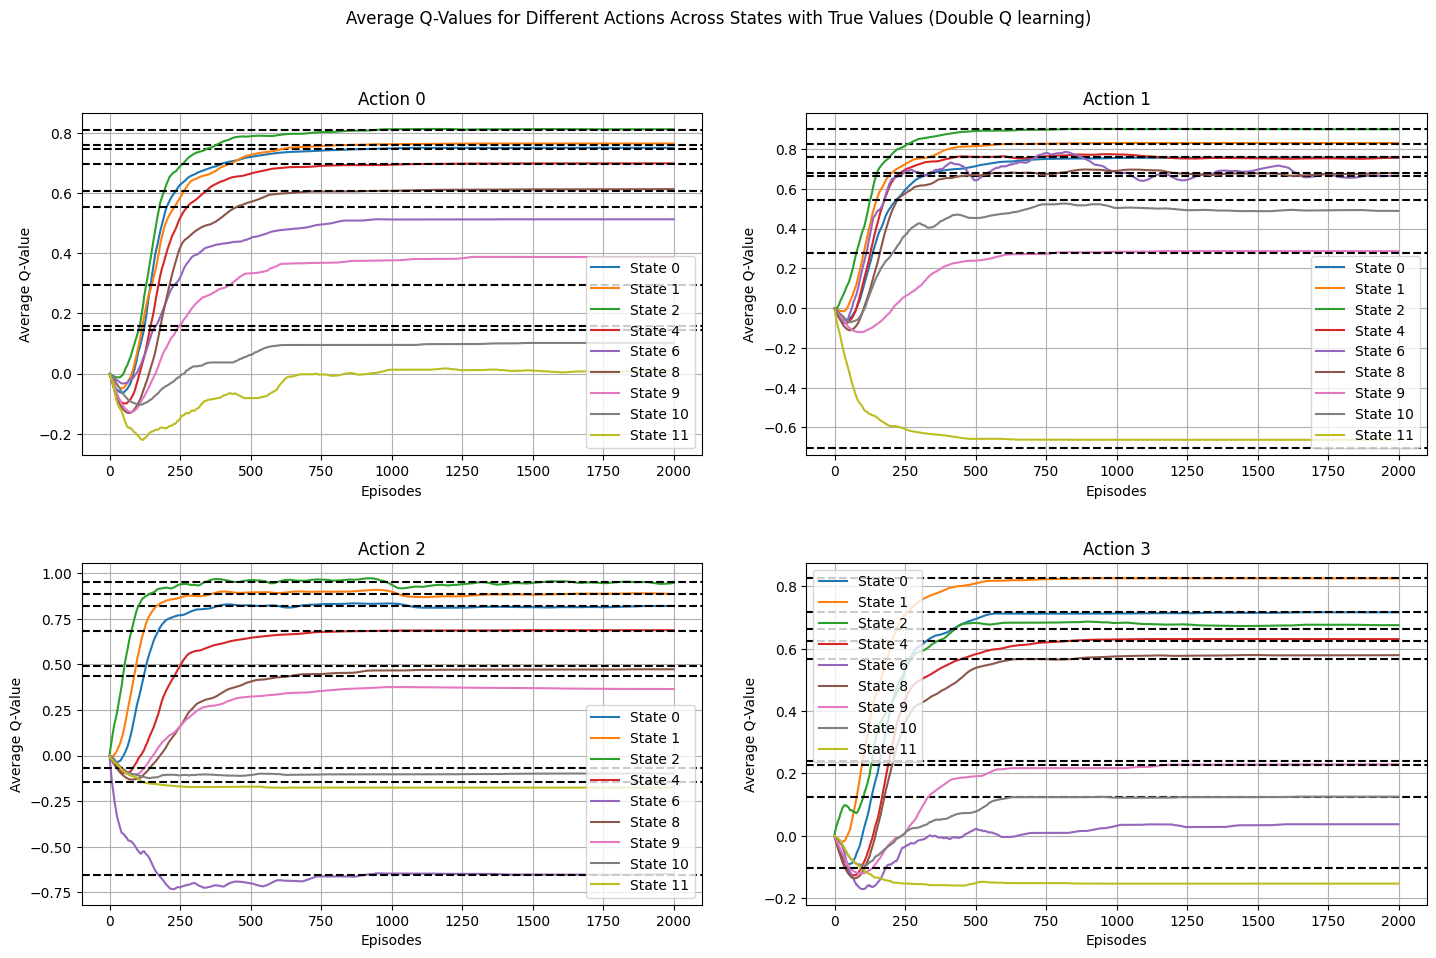 Average Q-Values for Different Actions Across States with True Values (Double Q learning)
Action 0
0.8
0.6
0.4
0.2
0.0
−0.2
Average Q-Value
State 0
State 1
State 2
State 4
State 6
State 8
State 9
State 10
State 11
0 250 500 750 1000 1250 1500 1750 2000
Episodes
Action 1
0.8
0.6
0.4
0.2
0.0
−0.2
−0.4
−0.6
Average Q-Value
State 0
State 1
State 2
State 4
State 6
State 8
State 9
State 10
State 11
0 250 500 750 1000 1250 1500 1750 2000
Episodes
Action 2
1.00
0.75
0.50
0.25
0.00
−0.25
−0.50
−0.75
Average Q-Value
State 0
State 1
State 2
State 4
State 6
State 8
State 9
State 10
State 11
0 250 500 750 1000 1250 1500 1750 2000
Episodes
Action 3
0.8
0.6
0.4
0.2
0.0
−0.2
Average Q-Value
State 0
State 1
State 2
State 4
State 6
State 8
State 9
State 10
State 11
0 250 500 750 1000 1250 1500 1750 2000
Episodes